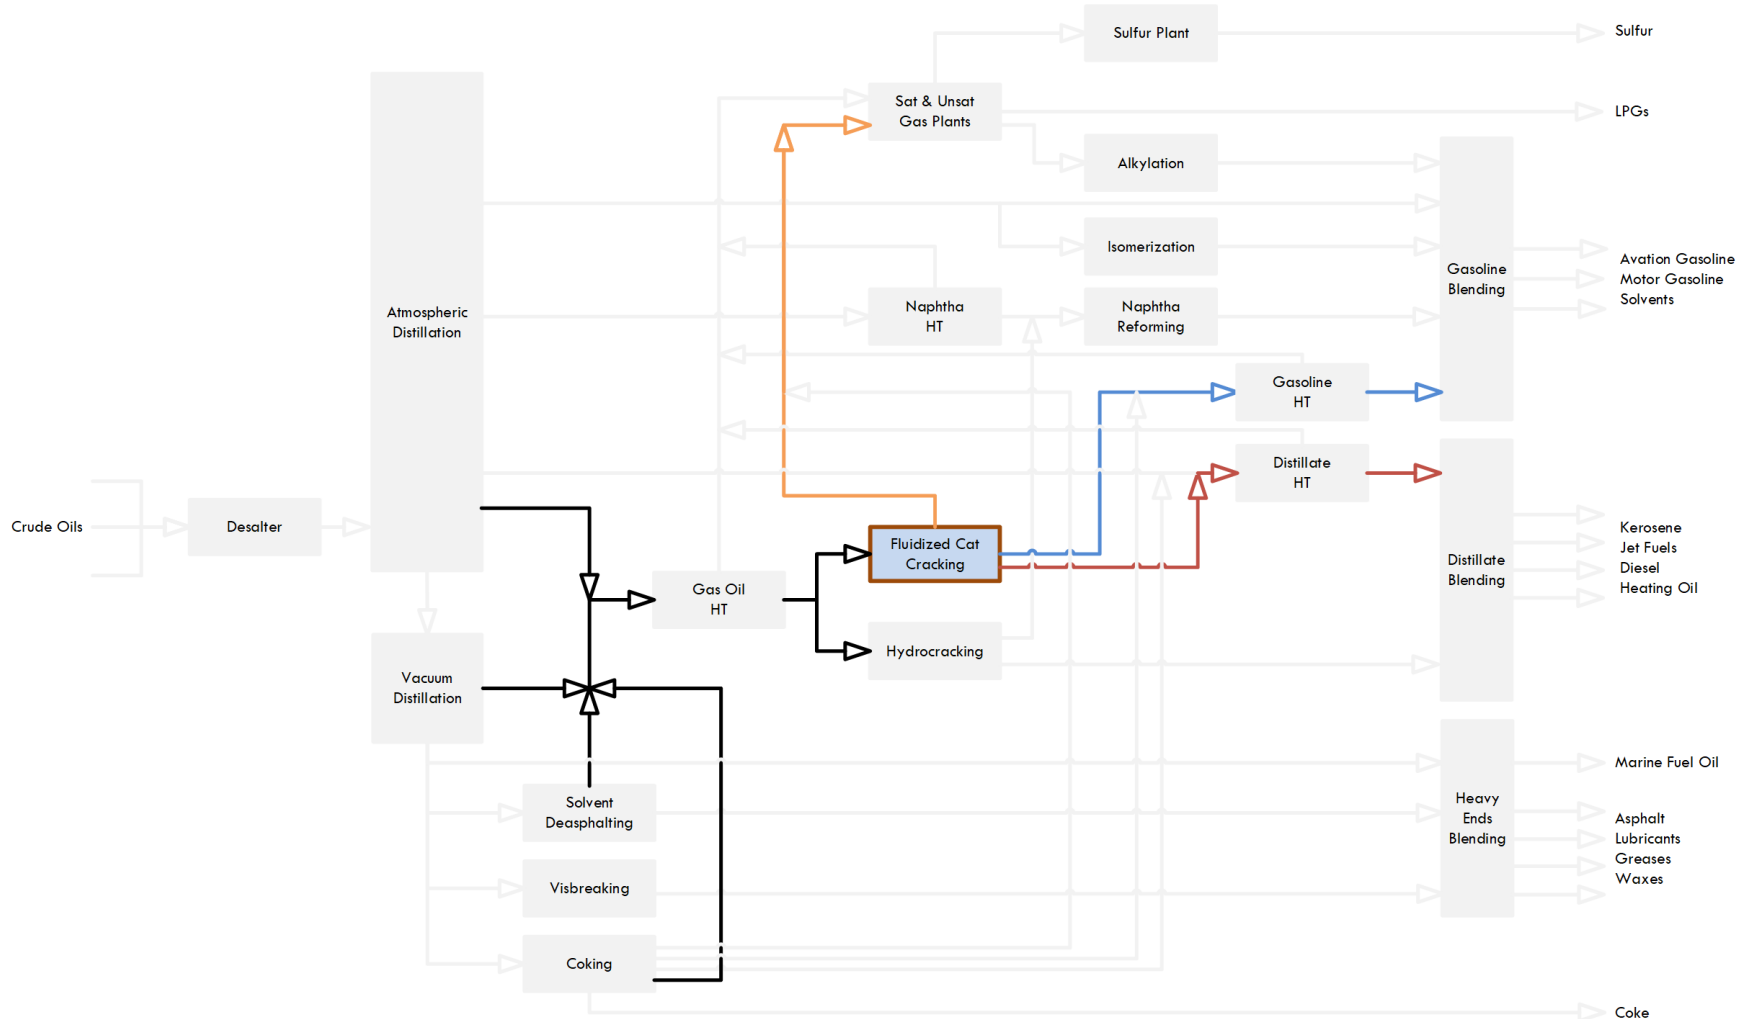 Sulfur Plant
Sulfur
Sat & Unsat
Gas Plants
LPGs
Alkylation
Isomerization
Gasoline
Blending
Avation Gasoline
Motor Gasoline
Solvents
Atmospheric
Distillation
Naphtha
HT
Naphtha
Reforming
Gasoline
HT
Distillate
HT
Crude Oils
Desalter
Fluidized Cat
Cracking
Distillate
Blending
Kerosene
Jet Fuels
Diesel
Heating Oil
Gas Oil
HT
Hydrocracking
Vacuum
Distillation
Marine Fuel Oil
Solvent
Deasphalting
Heavy
Ends
Blending
Asphalt
Lubricants
Greases
Waxes
Visbreaking
Coking
Coke